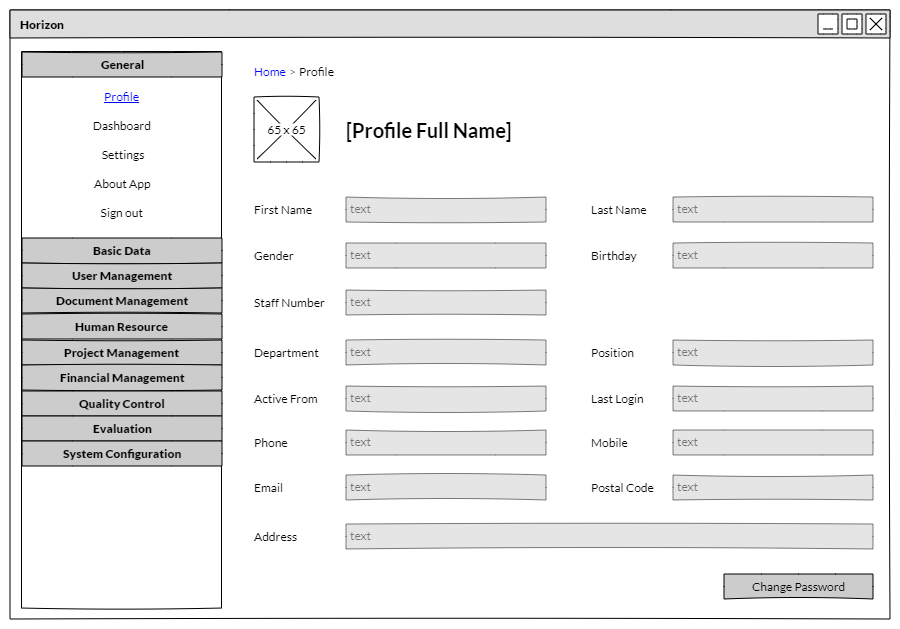 Horizon
General
Profile
Dashboard
Settings
About App
Sign out
Basic Data
User Management
Document Management
Human Resource
Project Management
Financial Management
Quality Control
Evaluation
System Configuration
Home > Profile
65 x 65
[Profile Full Name]
First Name text Last Name text
Gender text Birthday text
Staff Number text
Department text Position text
Active From text Last Login text
Phone text Mobile text
Email text Postal Code text
Address text
Change Password